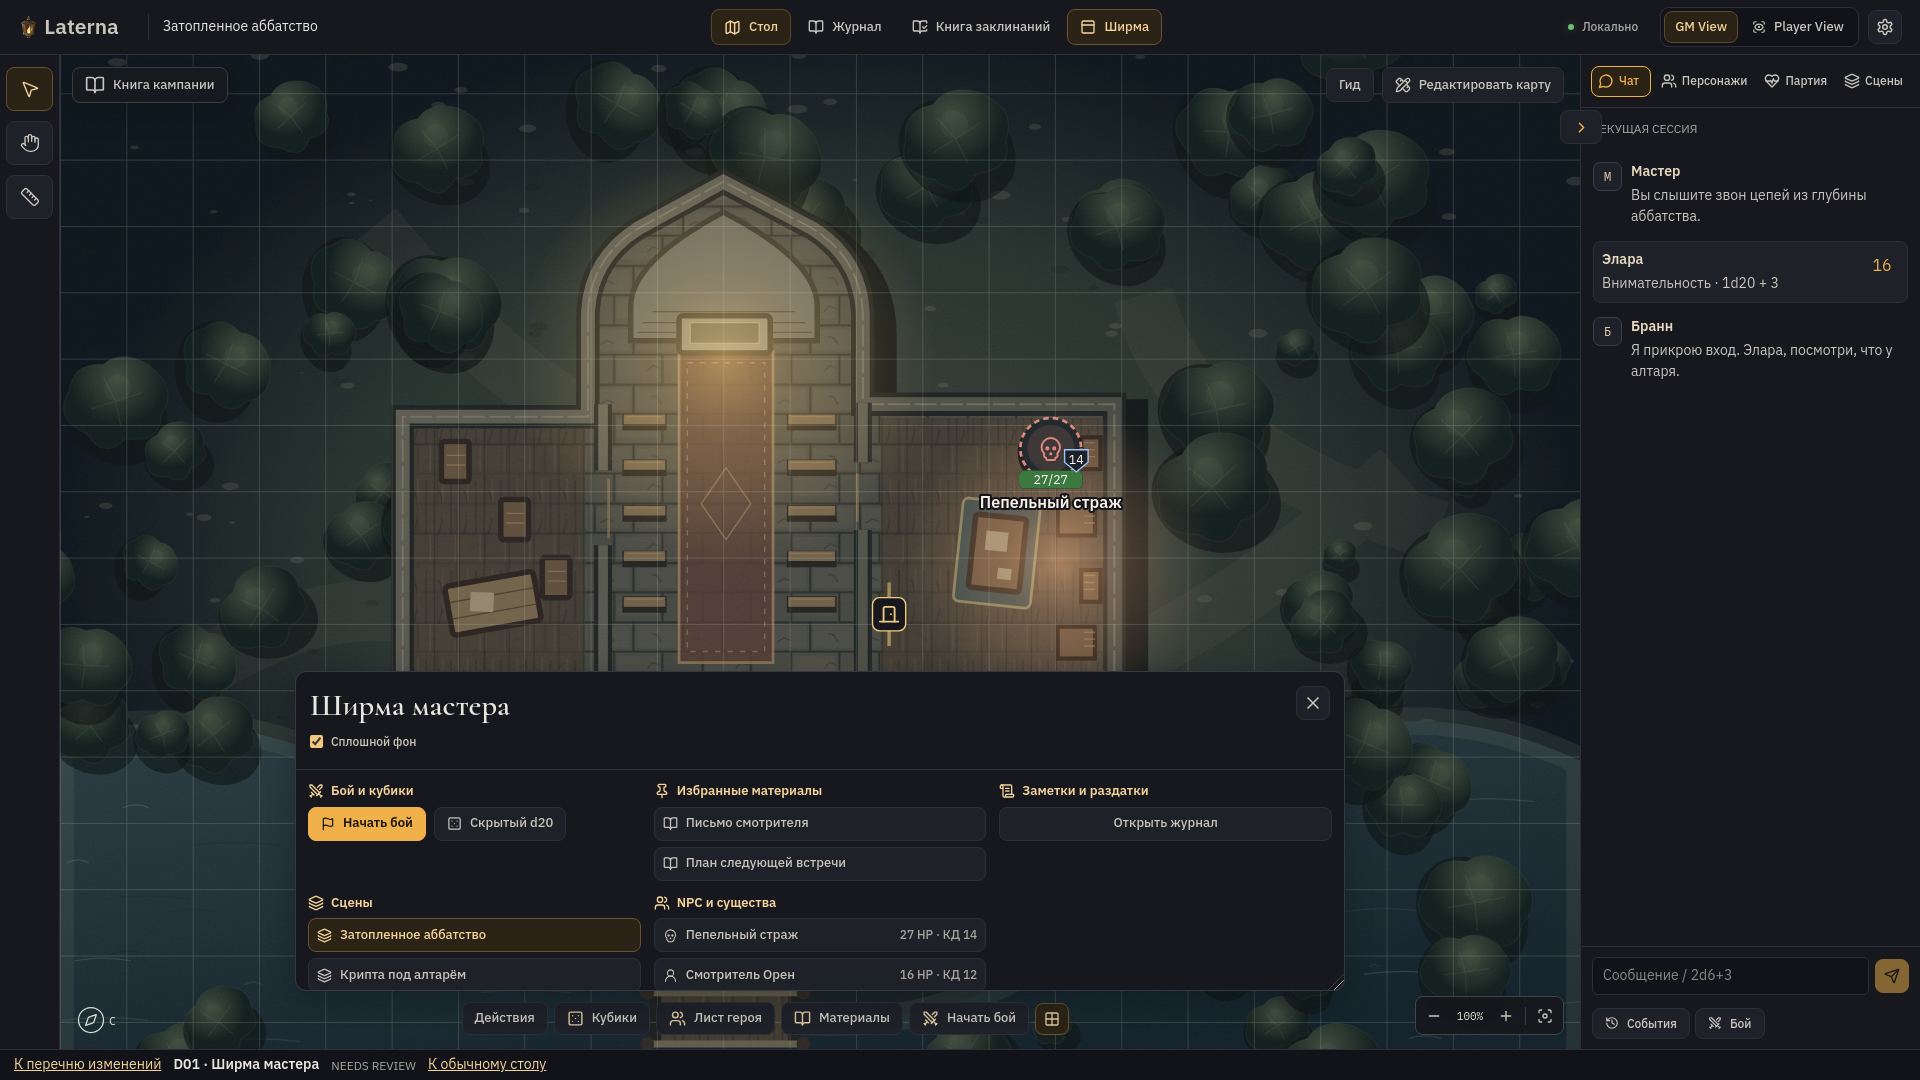 Laterna
Затопленное аббатство
Стол
Журнал
Книга заклинаний
Ширма
Локально
GM View
Player View
Книга кампании
Гид
Редактировать карту
Чат
Персонажи
Партия
Сцены
ЕКУЩАЯ СЕССИЯ
М
Мастер
Вы слышите звон цепей из глубины
аббатства.
Элара
16
Внимательность · 1d20 + 3
Б
Бранн
Я прикрою вход. Элара, посмотри, что у
алтаря.
14
27/27
Пепельный страж
Ширма мастера
Сплошной фон
Бой и кубики
Начать бой
Скрытый d20
Избранные материалы
Письмо смотрителя
План следующей встречи
Заметки и раздатки
Открыть журнал
Сцены
Затопленное аббатство
Крипта под алтарём
NPC и существа
Пепельный страж
27 HP · КД 14
Смотритель Орен
16 HP · КД 12
С
Действия
Кубики
Лист героя
Материалы
Начать бой
100%
Сообщение / 2d6+3
События
Бой
К перечню изменений
D01 · Ширма мастера
NEEDS REVIEW
К обычному столу